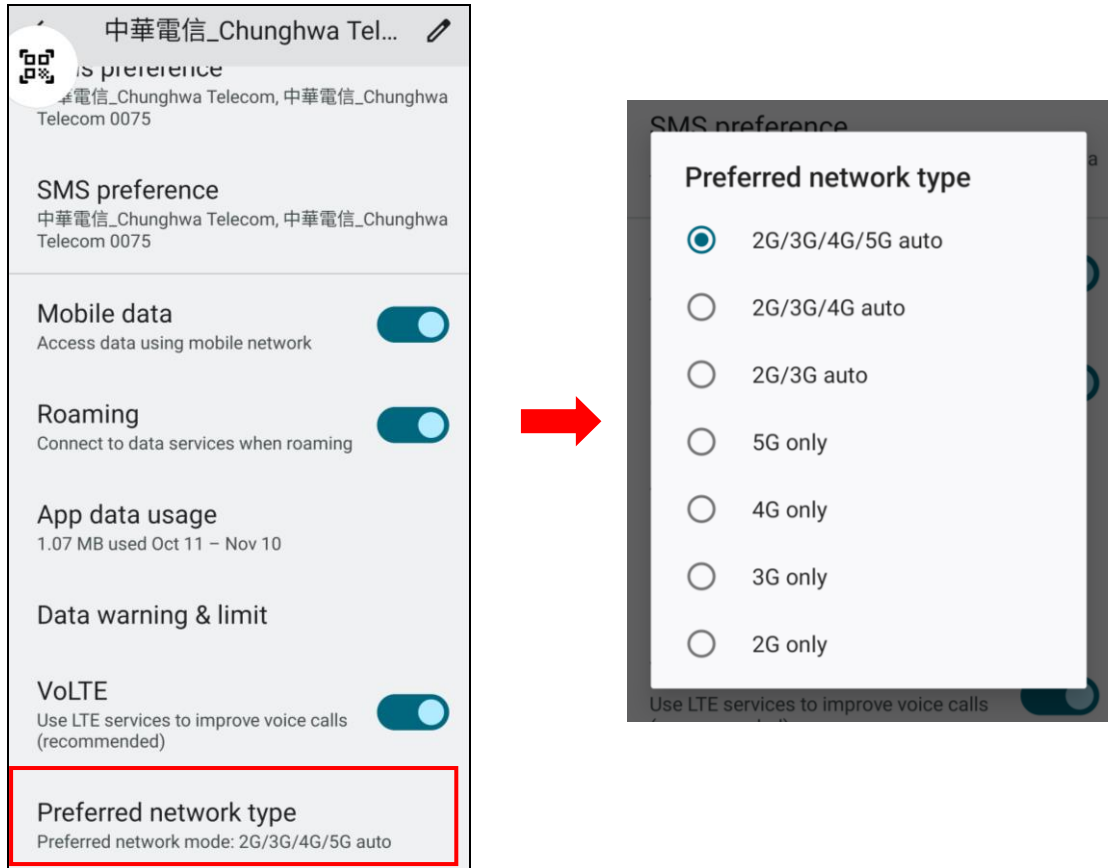 中華電信_Chunghwa Tel...
preference
電信_Chunghwa Telecom, 中華電信_Chunghwa
Telecom 0075
SMS preference
中華電信_Chunghwa Telecom, 中華電信_Chunghwa
Telecom 0075
Mobile data
Access data using mobile network
Roaming
Connect to data services when roaming
App data usage
1.07 MB used Oct 11 – Nov 10
Data warning & limit
VoLTE
Use LTE services to improve voice calls
(recommended)
Preferred network type
Preferred network mode: 2G/3G/4G/5G auto
SMS preference
a
Preferred network type
2G/3G/4G/5G auto
2G/3G/4G auto
2G/3G auto
5G only
4G only
3G only
2G only
Use LTE services to improve voice calls